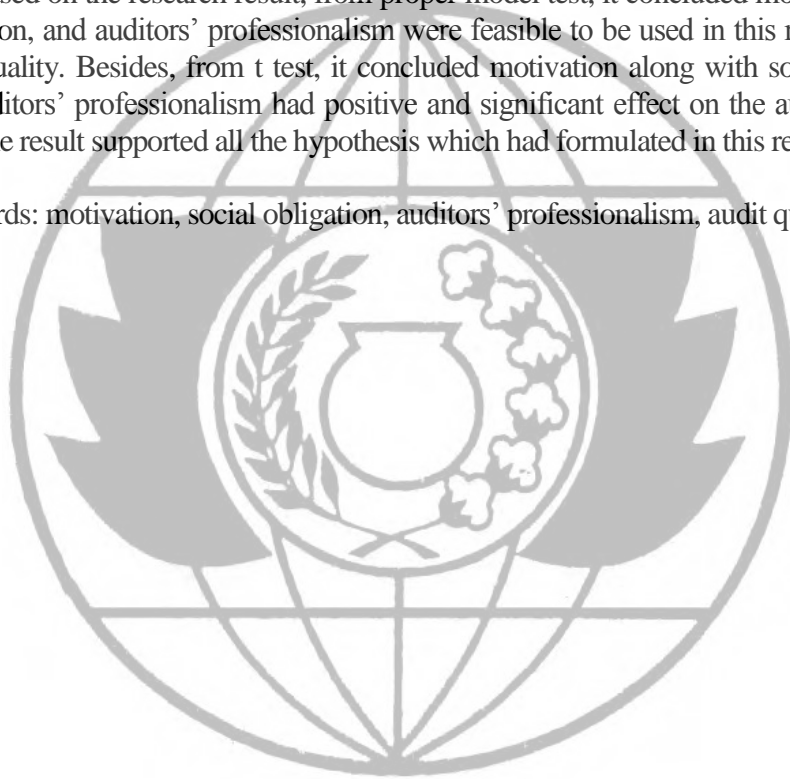 sed on the research result, from proper model test, it concluded mo
on, and auditors' professionalism were feasible to be used in this r
uality. Besides, from t test, it concluded motivation along with so
ditors' professionalism had positive and significant effect on the a
e result supported all the hypothesis which had formulated in this re
rds: motivation, social obligation, auditors' professionalism, audit q